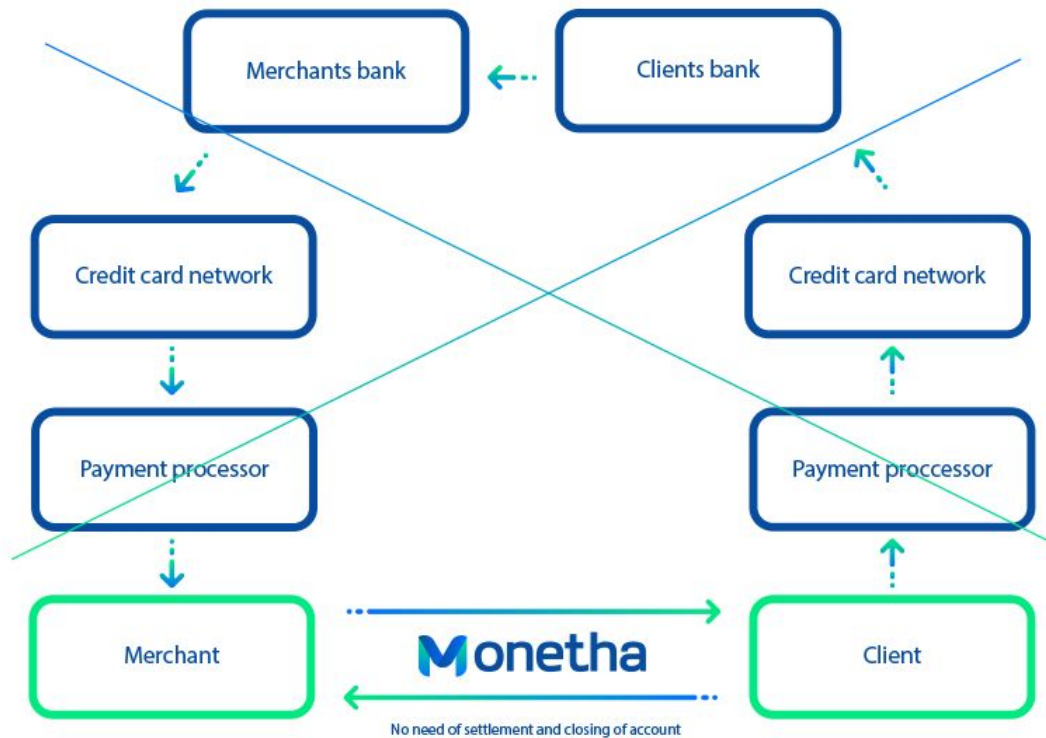 Merchants bank
Clients bank
Credit card network
Credit card network
Payment processor
Payment proccessor
Merchant
Monetha
Client
No need of settlement and closing of account